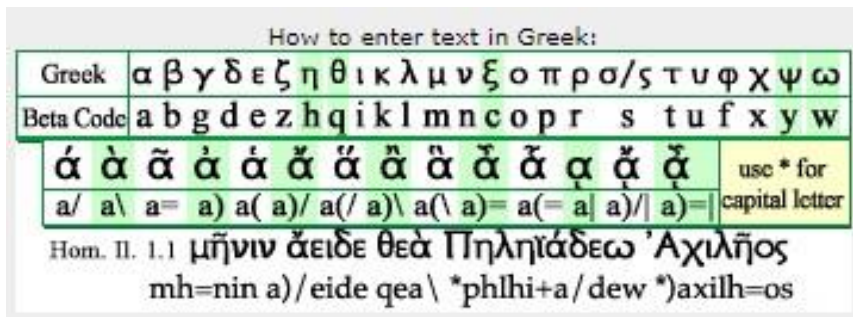 How to enter text in Greek:
Greek α β γ δ ε ζ η θ ι κ λ μ ν ξ ο π ρ σ/ς τ υ φ χ ψ ω
Beta Code a b g d e z h q i k l m n c o p r s t u f x y w
ά ὰ ᾶ ἀ ἁ ἄ ἅ ἂ ἃ ἆ ἇ ᾳ ᾄ ᾆ use * for
a/ a\ a= a) a( a)/ a(/ a)\ a(\ a)= a(= a| a)/| a)=| capital letter
Hom. Il. 1.1 μῆνιν ἄειδε θεὰ Πηληϊάδεω Ἀχιλῆος
mh=nin a)/eide qea\ *phlhi+a/dew *)axilh=os